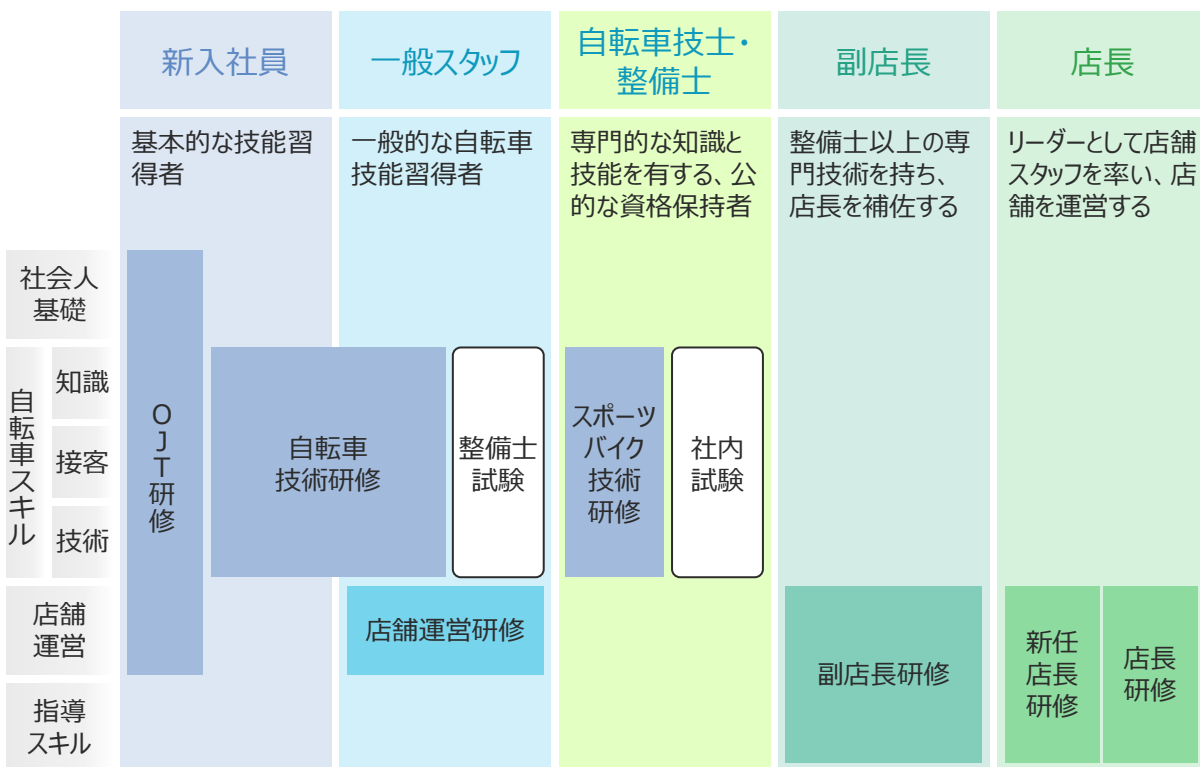 新入社員
一般スタッフ
自転車技士・
整備士
副店長
店長
基本的な技能習
得者
一般的な自転車
技能習得者
専門的な知識と
技能を有する、公
的な資格保持者
整備士以上の専
門技術を持ち、
店長を補佐する
リーダーとして店舗
スタッフを率い、店
舗を運営する
社会人
基礎
自転車スキル
知識
接客
技術
店舗
運営
指導
スキル
OJT研修
自転車
技術研修
整備士
試験
スポーツ
バイク
技術
研修
社内
試験
店舗運営研修
副店長研修
新任
店長
研修
店長
研修